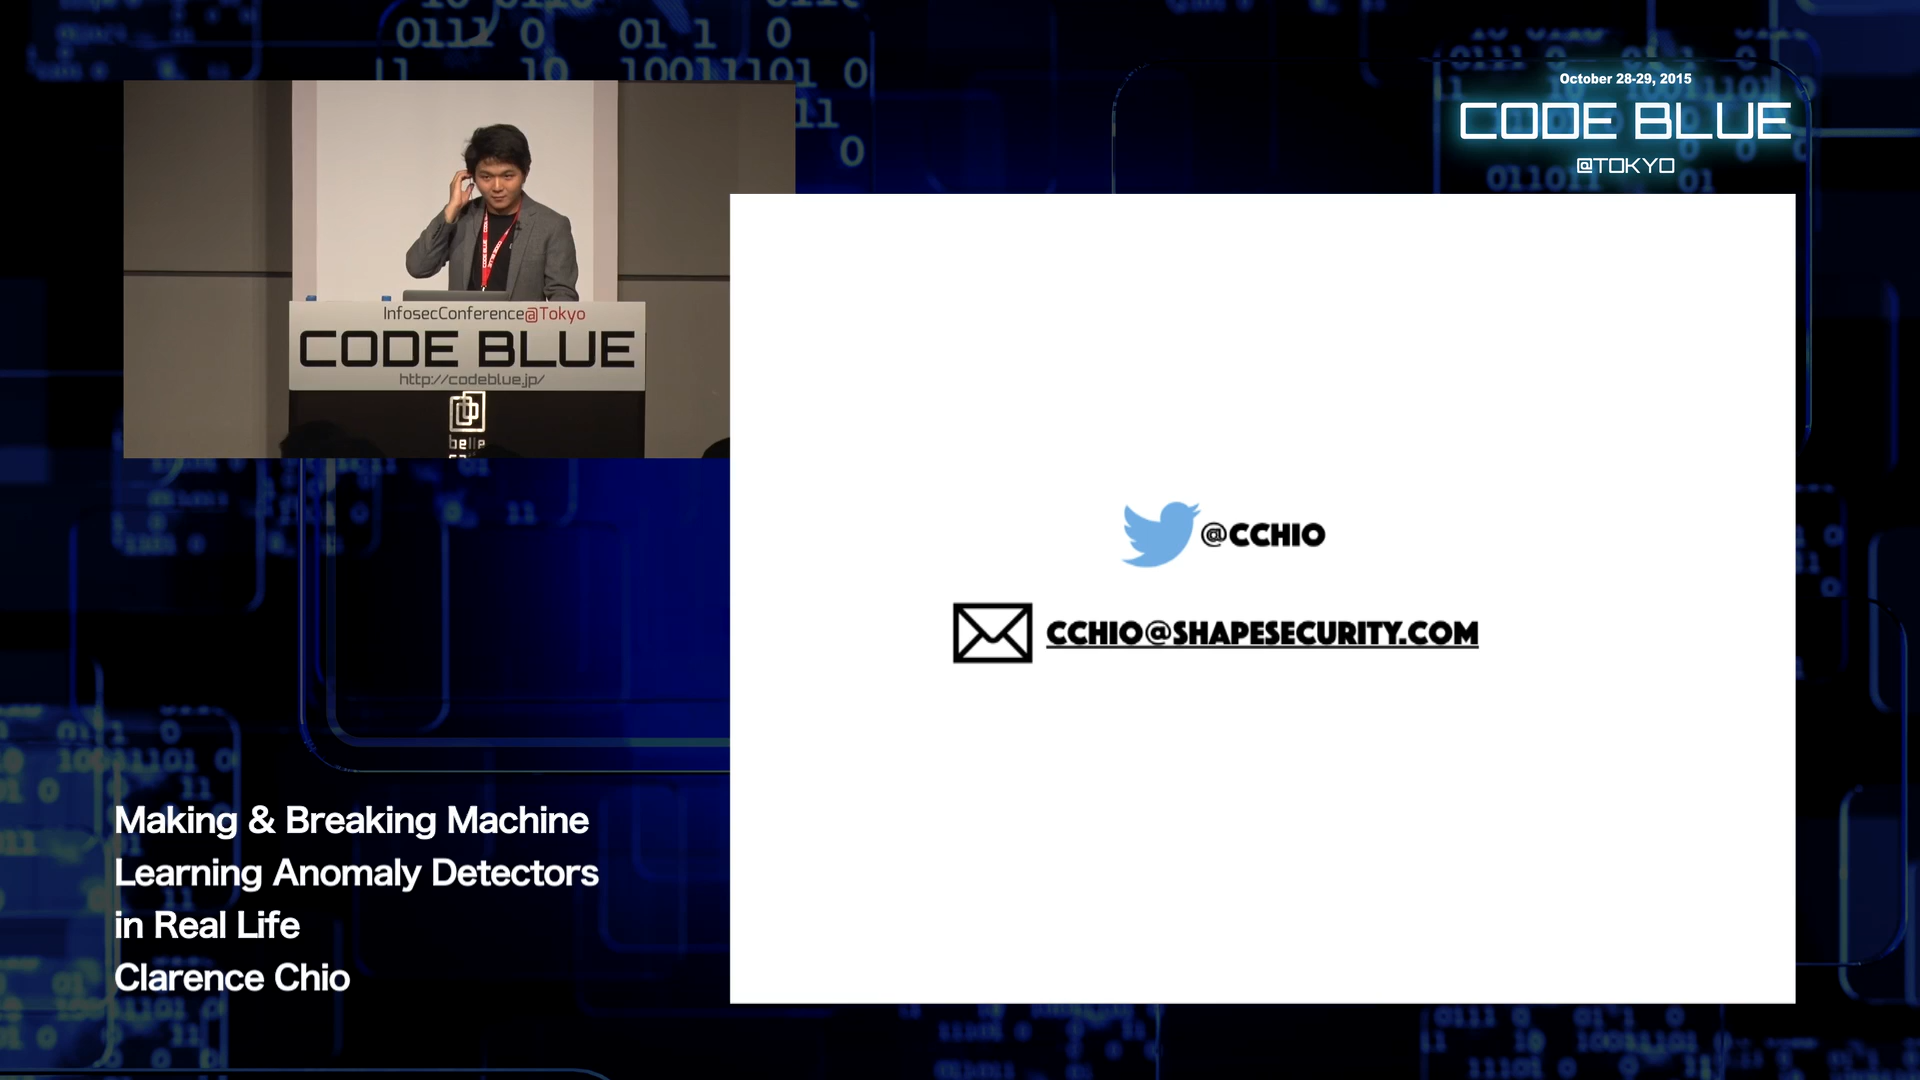 October 28-29, 2015
CODE BLUE
@TOKYO
InfosecConference@Tokyo
CODE BLUE
http://codeblue.jp/
belle
@CCHIO
CCHIO@SHAPESECURITY.COM
Making & Breaking Machine
Learning Anomaly Detectors
in Real Life
Clarence Chio